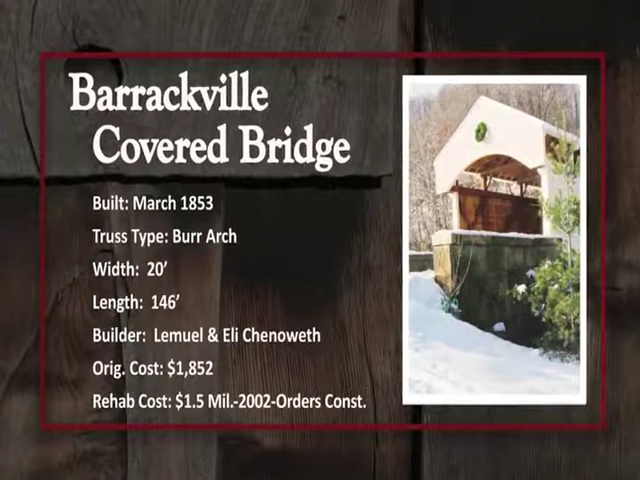 Barrackville
Covered Bridge
Built: March 1853
Truss Type: Burr Arch
Width: 20’
Length: 146’
Builder: Lemuel & Eli Chenoweth
Orig. Cost: $1,852
Rehab Cost: $1.5 Mil.-2002-Orders Const.